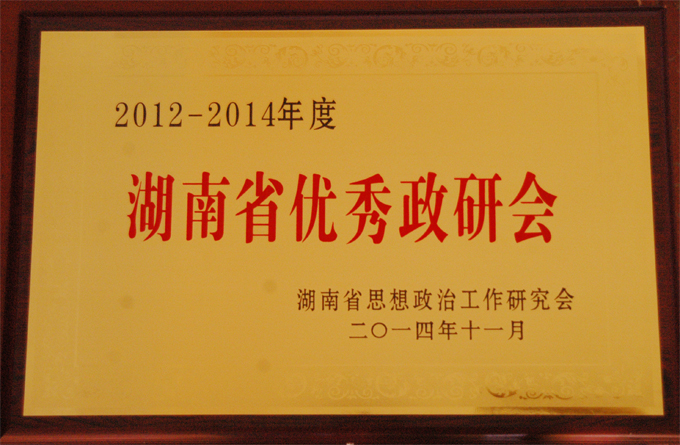 2012-2014年度
湖南省优秀政研会
湖南省思想政治工作研究会
二〇一四年十一月